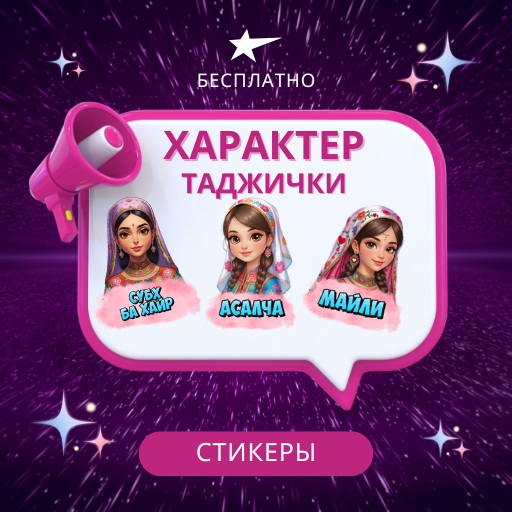 БЕСПЛАТНО
ХАРАКТЕР
ТАДЖИЧКИ
СУБХ
БА ХАЙР
АСАЛЧА
МАЙЛИ
СТИКЕРЫ